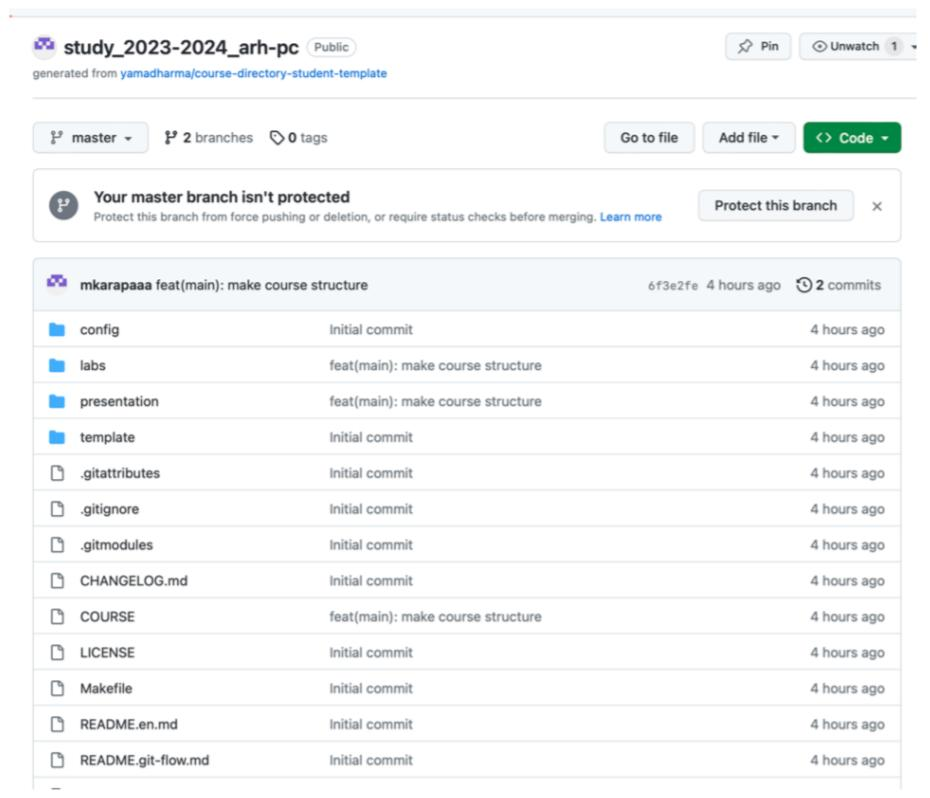 study_2023-2024_arh-pc Public Pin Unwatch 1
generated from yamadharma/course-directory-student-template
master 2 branches 0 tags Go to file Add file <> Code
Your master branch isn't protected
Protect this branch from force pushing or deletion, or require status checks before merging. Learn more Protect this branch
mkarapaaa feat(main): make course structure 6f3e2fe 4 hours ago 2 commits
config Initial commit 4 hours ago
labs feat(main): make course structure 4 hours ago
presentation feat(main): make course structure 4 hours ago
template Initial commit 4 hours ago
.gitattributes Initial commit 4 hours ago
.gitignore Initial commit 4 hours ago
.gitmodules Initial commit 4 hours ago
CHANGELOG.md Initial commit 4 hours ago
COURSE feat(main): make course structure 4 hours ago
LICENSE Initial commit 4 hours ago
Makefile Initial commit 4 hours ago
README.en.md Initial commit 4 hours ago
README.git-flow.md Initial commit 4 hours ago